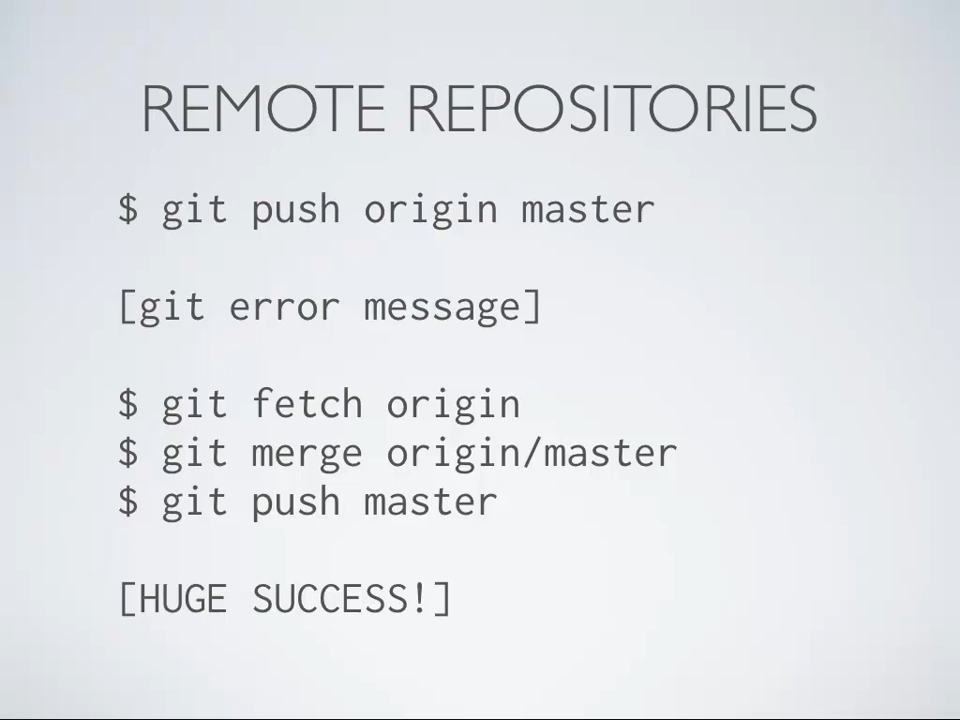 REMOTE REPOSITORIES
$ git push origin master
[git error message]
$ git fetch origin
$ git merge origin/master
$ git push master
[HUGE SUCCESS!]